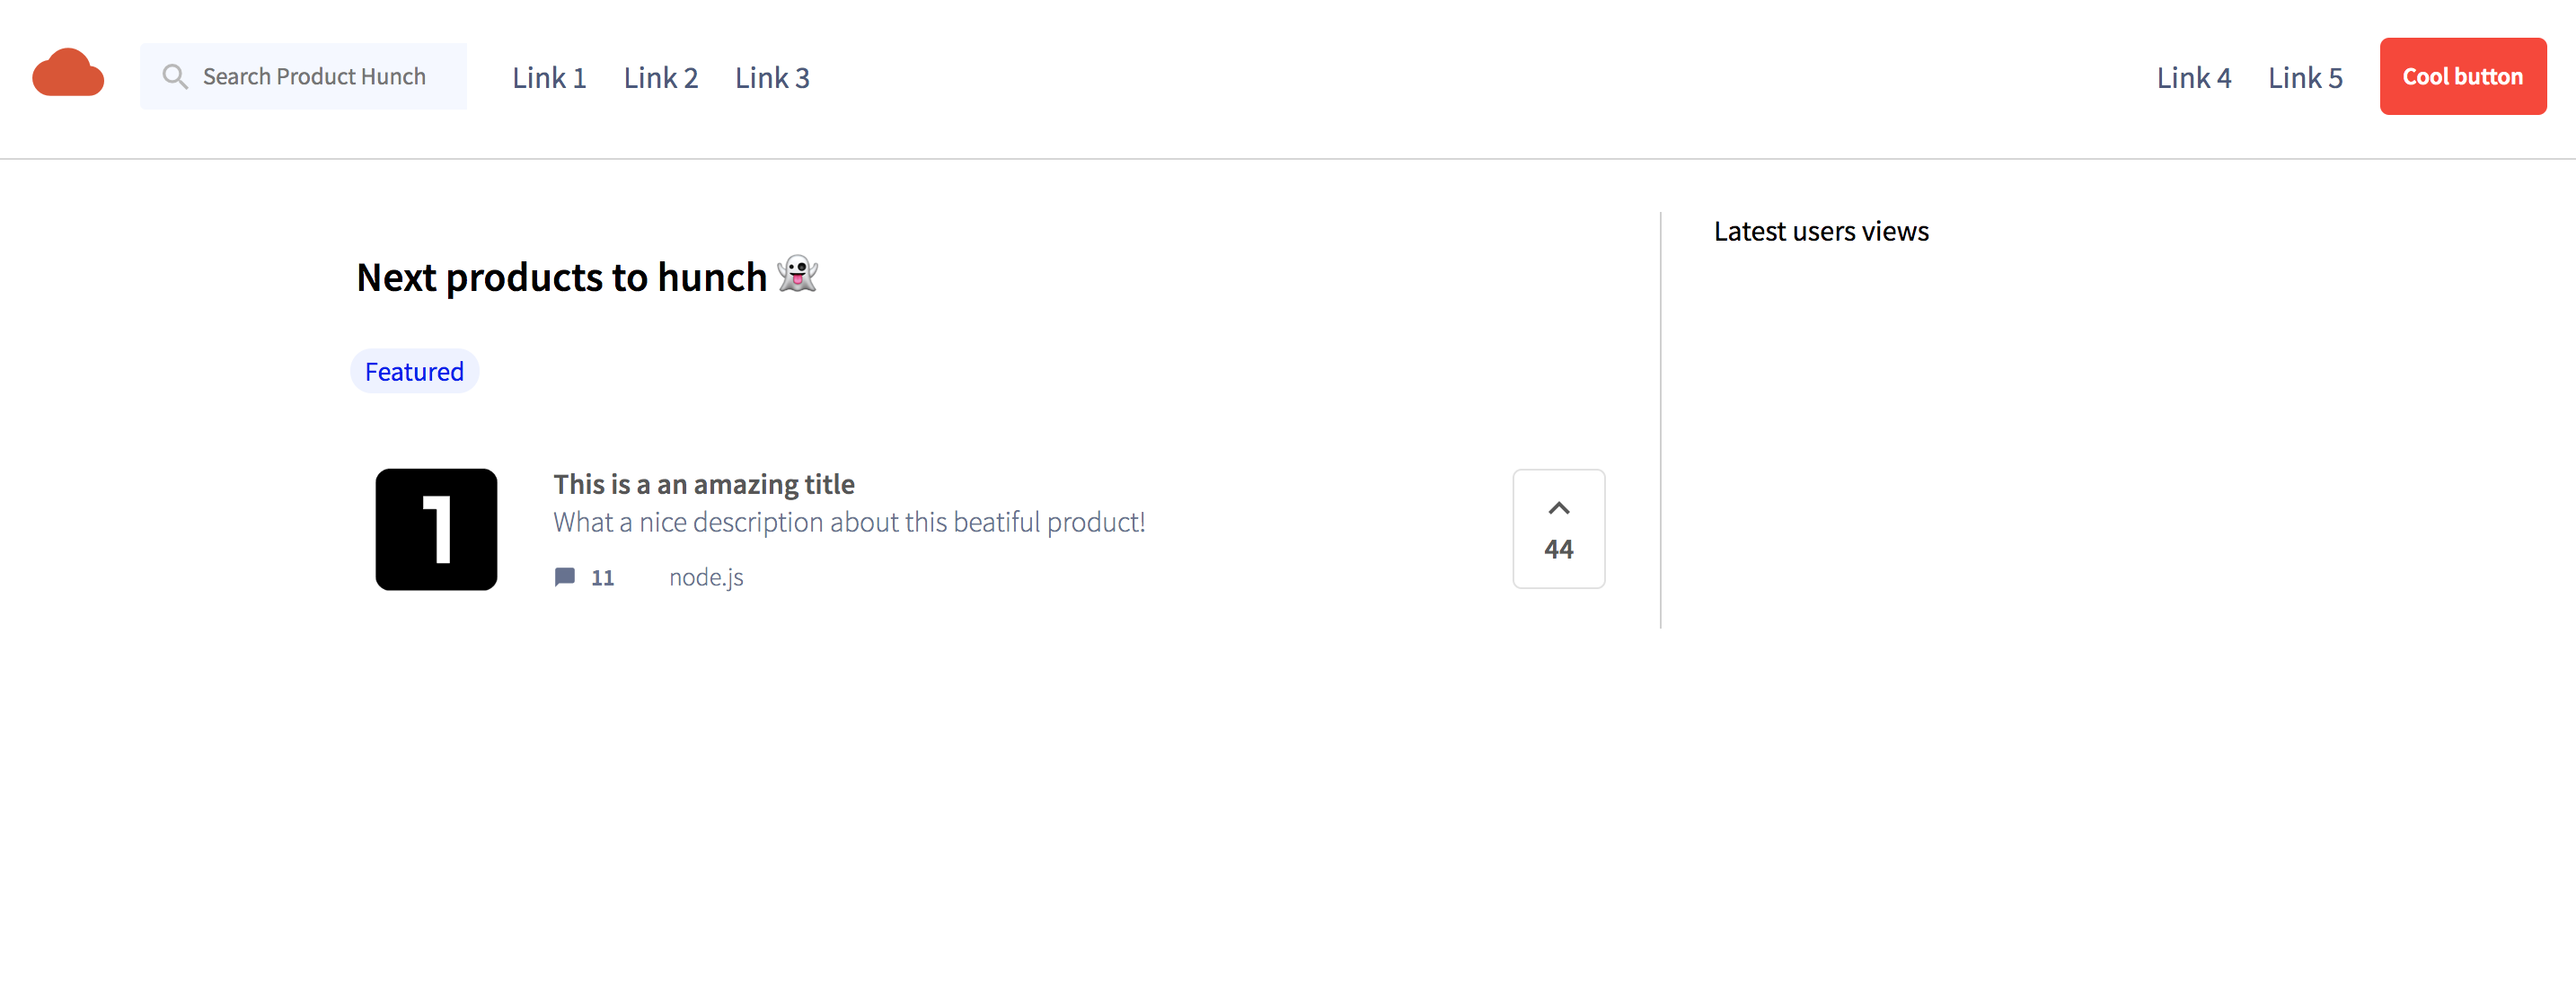 Search Product Hunch
Link 1
Link 2
Link 3
Link 4
Link 5
Cool button
Next products to hunch 👻
Featured
1
This is a an amazing title
What a nice description about this beatiful product!
11
node.js
44
Latest users views